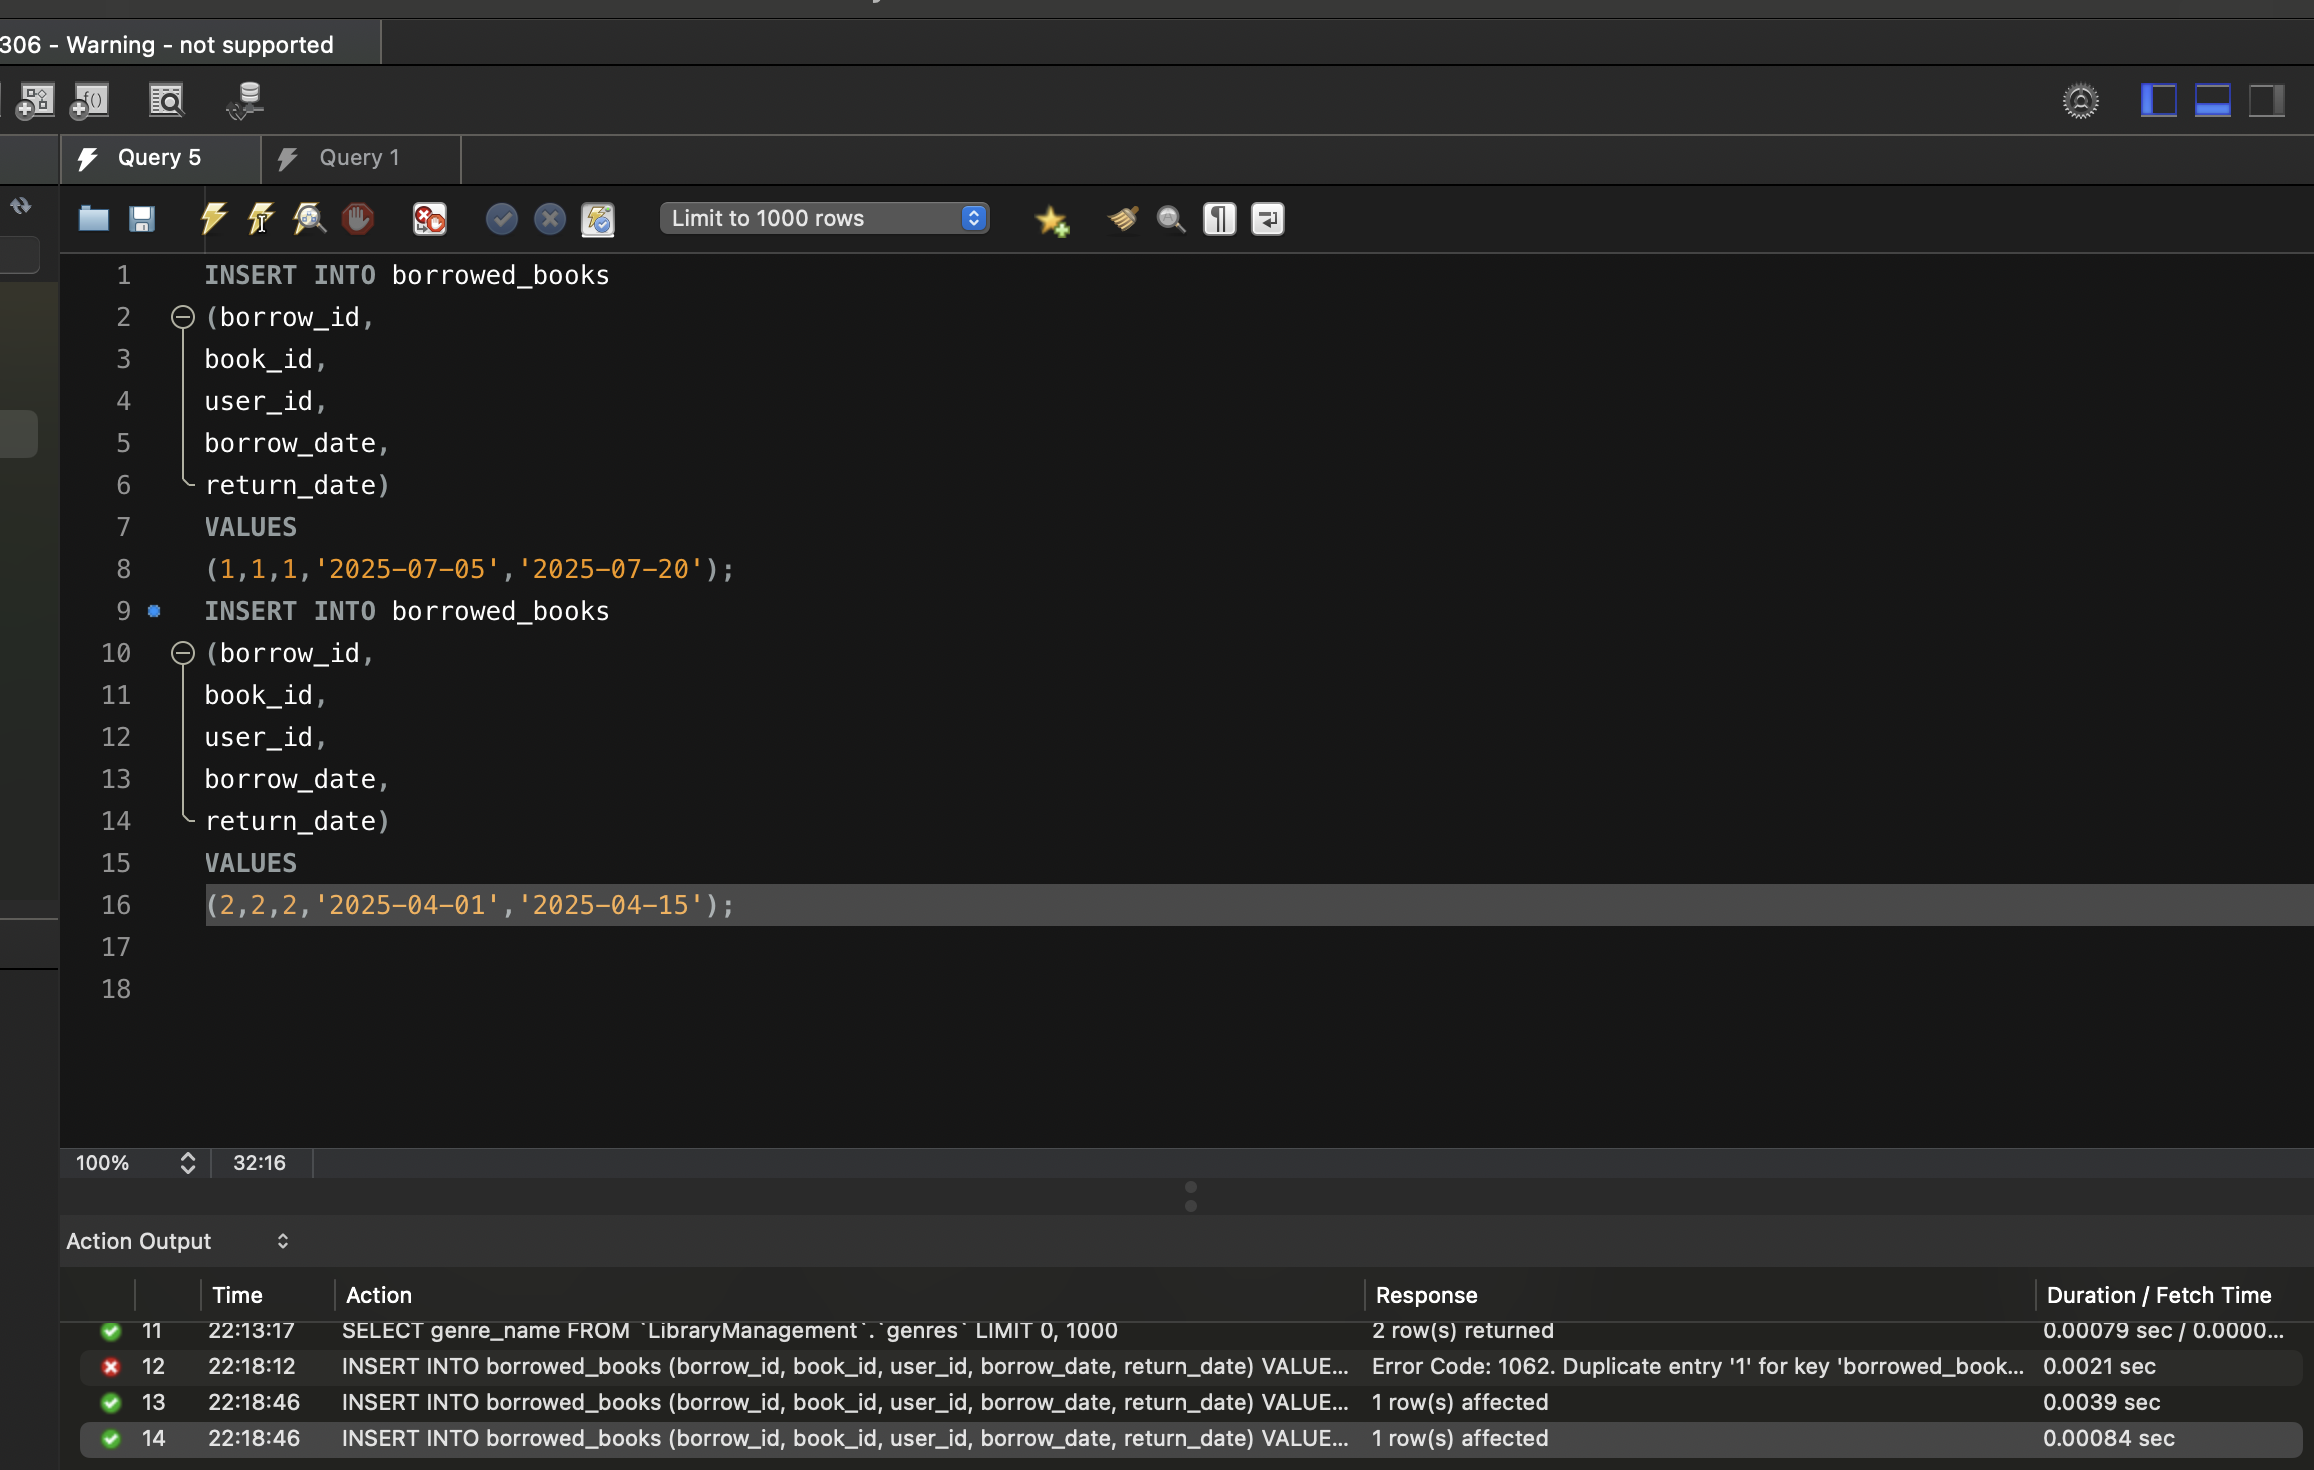 306 - Warning - not supported
Query 5
Query 1
Limit to 1000 rows
1 INSERT INTO borrowed_books
2 (borrow_id,
3 book_id,
4 user_id,
5 borrow_date,
6 return_date)
7 VALUES
8 (1,1,1,'2025-07-05','2025-07-20');
9 INSERT INTO borrowed_books
10 (borrow_id,
11 book_id,
12 user_id,
13 borrow_date,
14 return_date)
15 VALUES
16 (2,2,2,'2025-04-01','2025-04-15');
17
18
100% 32:16
Action Output
Time Action Response Duration / Fetch Time
11 22:13:17 SELECT genre_name FROM `LibraryManagement`.`genres` LIMIT 0, 1000 2 row(s) returned 0.00079 sec / 0.0000...
12 22:18:12 INSERT INTO borrowed_books (borrow_id, book_id, user_id, borrow_date, return_date) VALUE... Error Code: 1062. Duplicate entry '1' for key 'borrowed_book... 0.0021 sec
13 22:18:46 INSERT INTO borrowed_books (borrow_id, book_id, user_id, borrow_date, return_date) VALUE... 1 row(s) affected 0.0039 sec
14 22:18:46 INSERT INTO borrowed_books (borrow_id, book_id, user_id, borrow_date, return_date) VALUE... 1 row(s) affected 0.00084 sec